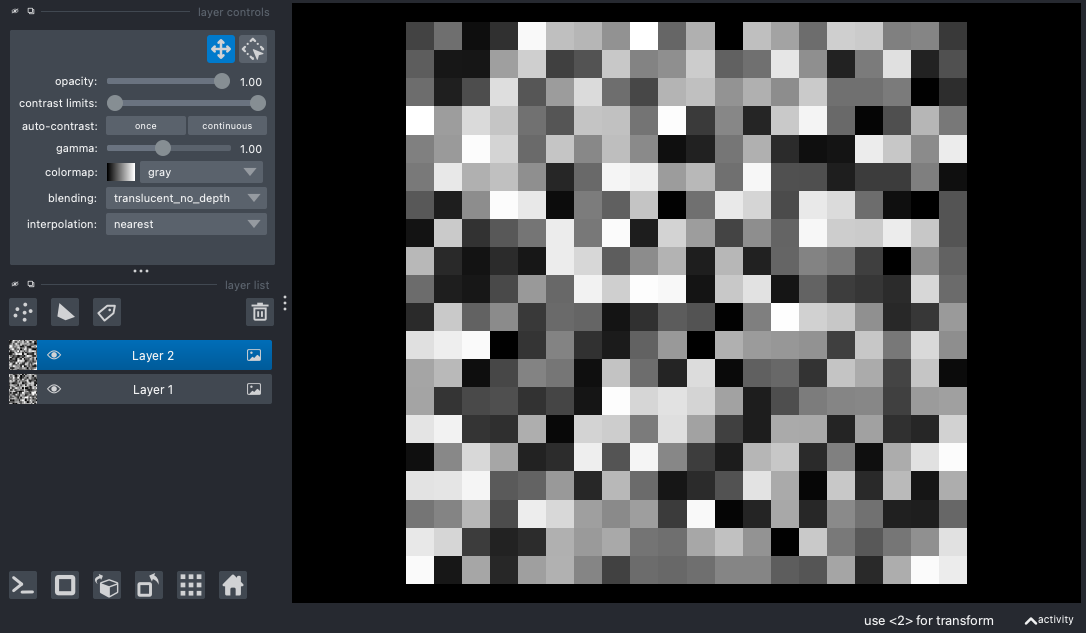 layer controls
opacity: 1.00
contrast limits:
auto-contrast: once continuous
gamma: 1.00
colormap: gray
blending: translucent_no_depth
interpolation: nearest
layer list
Layer 2
Layer 1
use <2> for transform activity